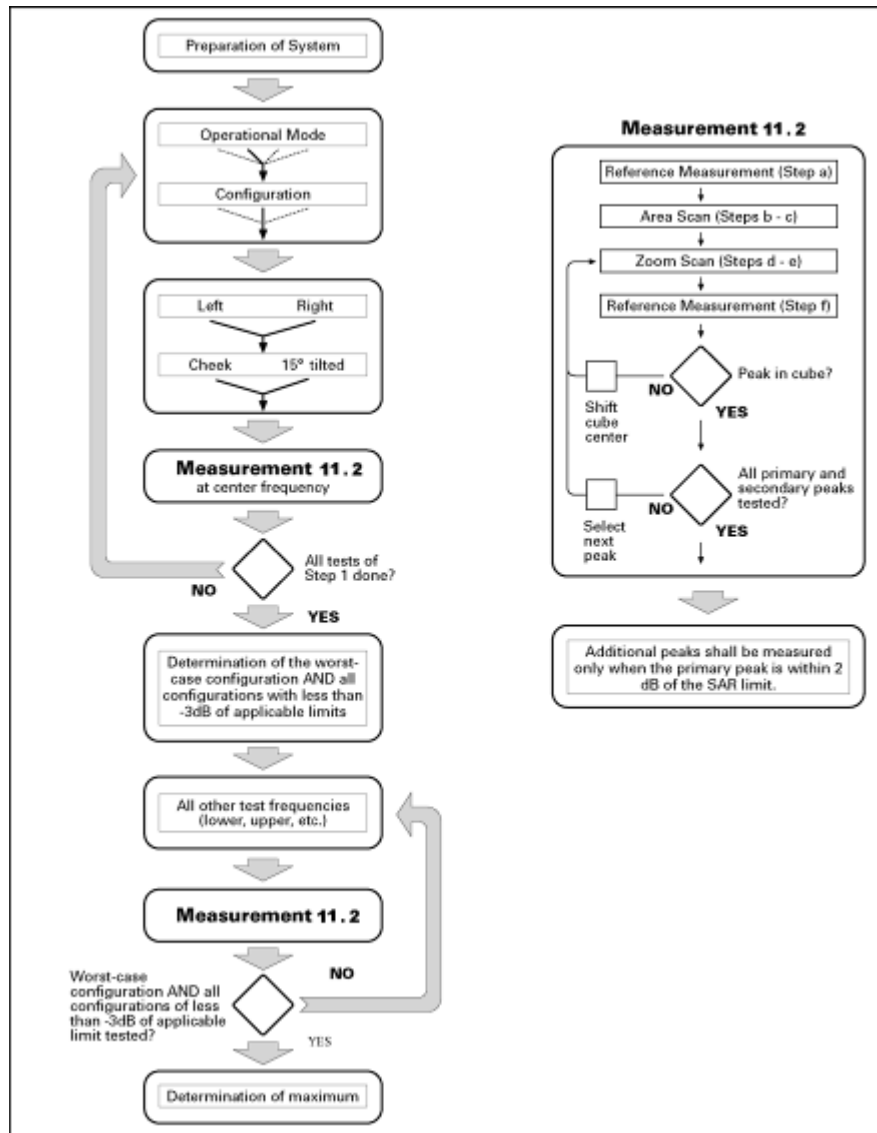 Preparation of System
Operational Mode
Configuration
Left Right
Cheek 15° tilted
Measurement 11.2
at center frequency
All tests of
Step 1 done?
NO
YES
Determination of the worst-
case configuration AND all
configurations with less than
-3dB of applicable limits
All other test frequencies
(lower, upper, etc.)
Measurement 11.2
NO
Worst-case
configuration AND all
configurations of less
than -3dB of applicable
limit tested?
YES
Determination of maximum
Measurement 11.2
Reference Measurement (Step a)
Area Scan (Steps b - c)
Zoom Scan (Steps d - e)
Reference Measurement (Step f)
Peak in cube?
NO
Shift
cube
center
YES
All primary and
secondary peaks
tested?
NO
Select
next
peak
YES
Additional peaks shall be measured
only when the primary peak is within 2
dB of the SAR limit.